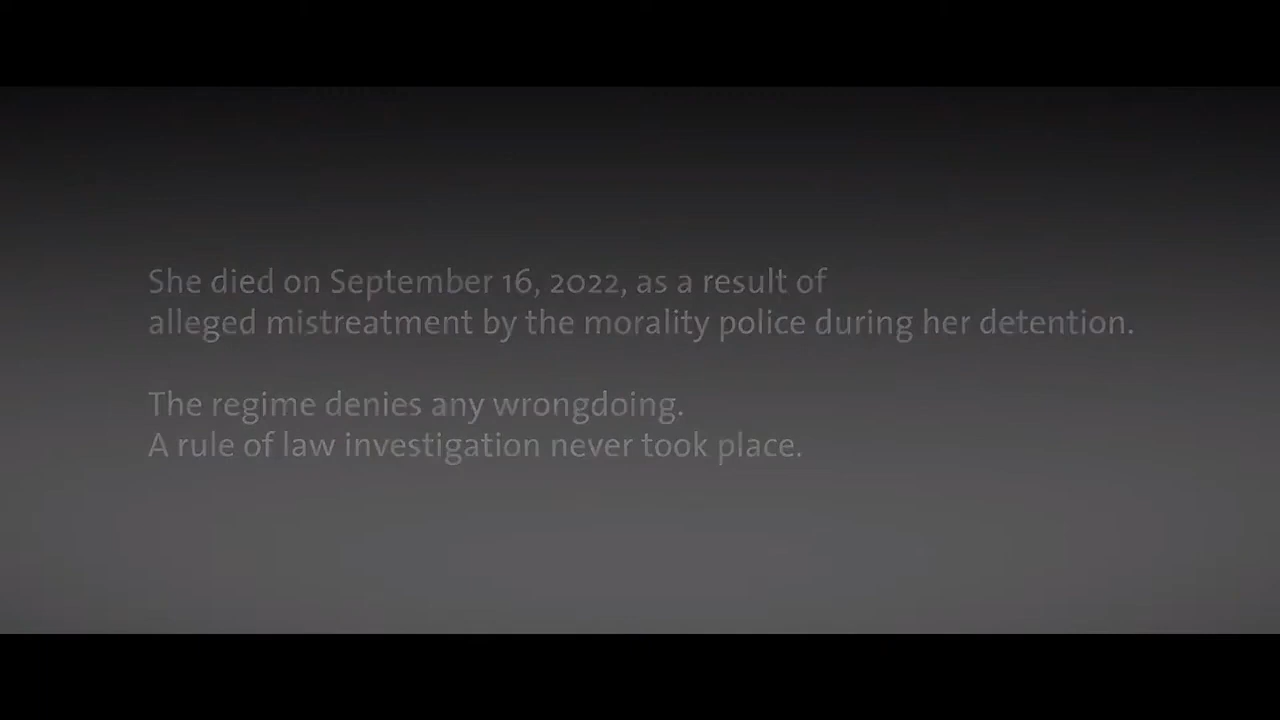 She died on September 16, 2022, as a result of
alleged mistreatment by the morality police during her detention.
The regime denies any wrongdoing.
A rule of law investigation never took place.